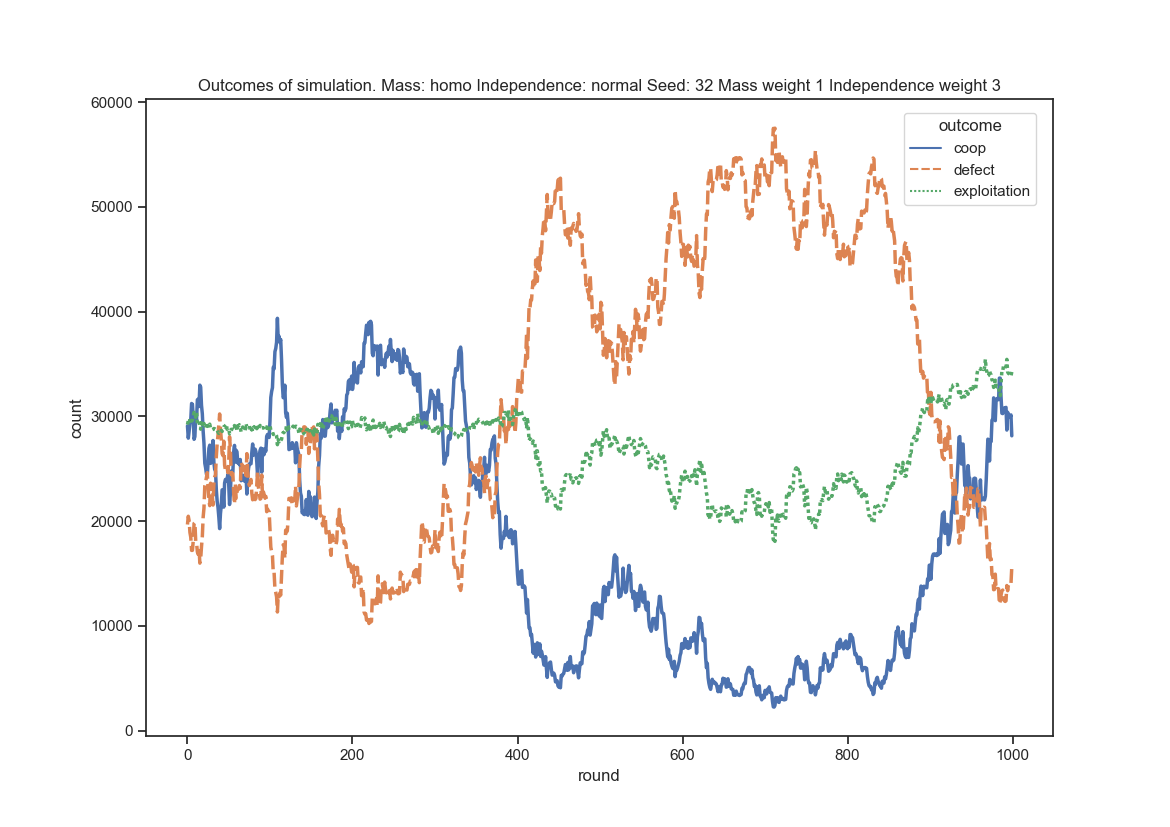 Outcomes of simulation. Mass: homo Independence: normal Seed: 32 Mass weight 1 Independence weight 3
60000
50000
40000
30000
20000
10000
0
count
outcome
coop
defect
exploitation
0 200 400 600 800 1000
round